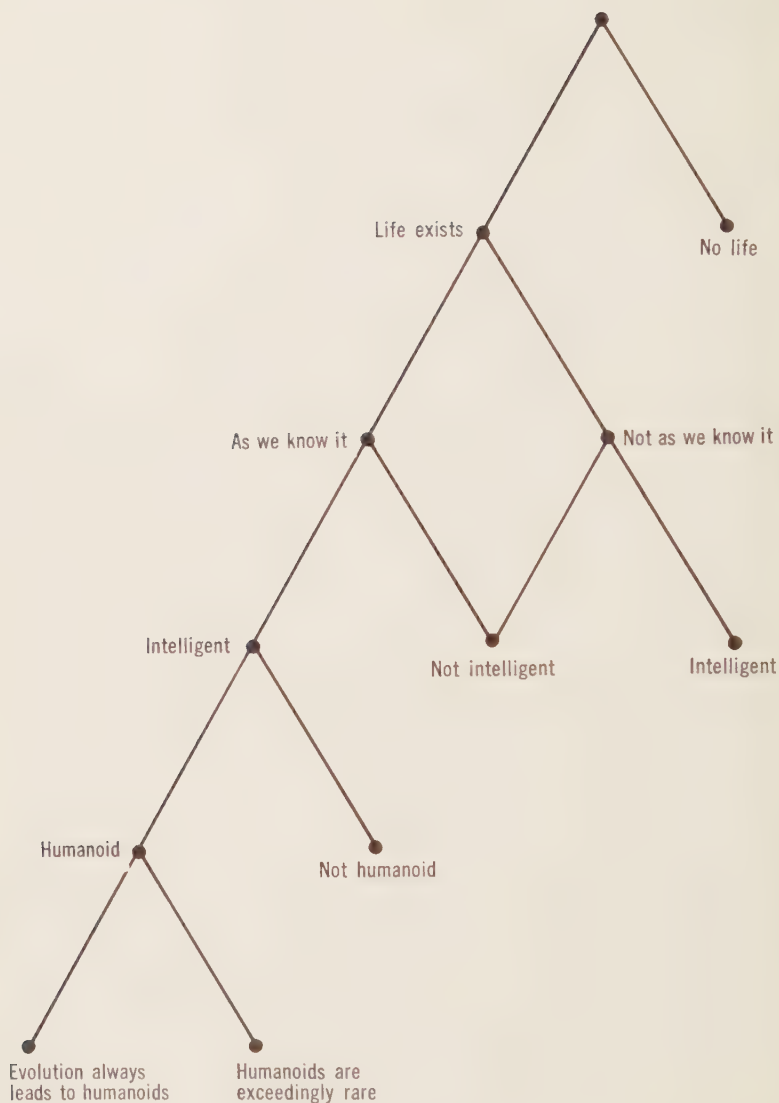 Life exists
No life
As we know it
Not as we know it
Intelligent
Not intelligent
Intelligent
Humanoid
Not humanoid
Evolution always
leads to humanoids
Humanoids are
exceedingly rare